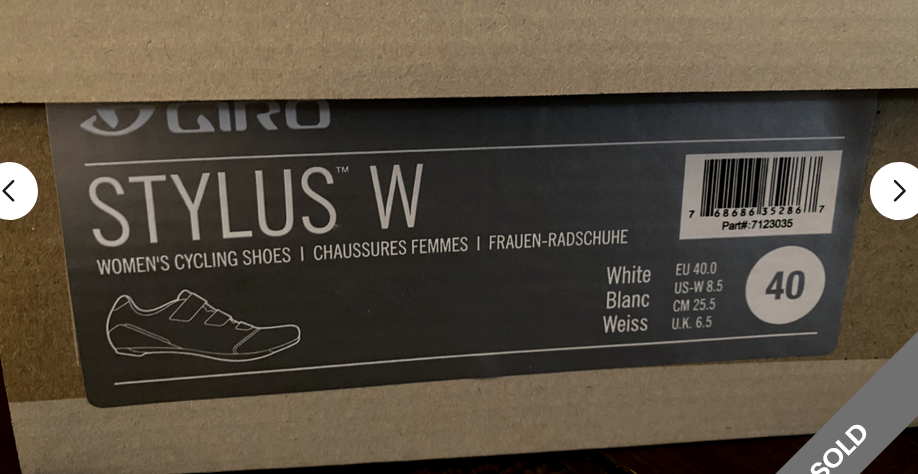 GIRO
STYLUS™ W
WOMEN'S CYCLING SHOES | CHAUSSURES FEMMES | FRAUEN-RADSCHUHE
7 68686 35286 7
Part#:7123035
White
Blanc
Weiss
EU 40.0
US-W 8.5
CM 25.5
U.K. 6.5
40
SOLD